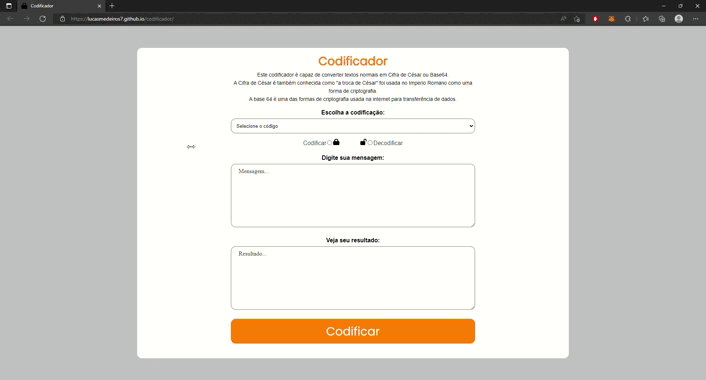 Codificador
https://lucasmedeiros7.github.io/codificador/
Codificador
Este codificador é capaz de converter textos normais em Cifra de César ou Base64.
A Cifra de César é também conhecida como "a troca de César" foi usada no Imperio Romano como uma
forma de criptografia.
A base 64 é uma das formas de criptografia usada na internet para transferência de dados.
Escolha a codificação:
Selecione o código
Codificar
Decodificar
Digite sua mensagem:
Mensagem...
Veja seu resultado:
Resultado...
Codificar